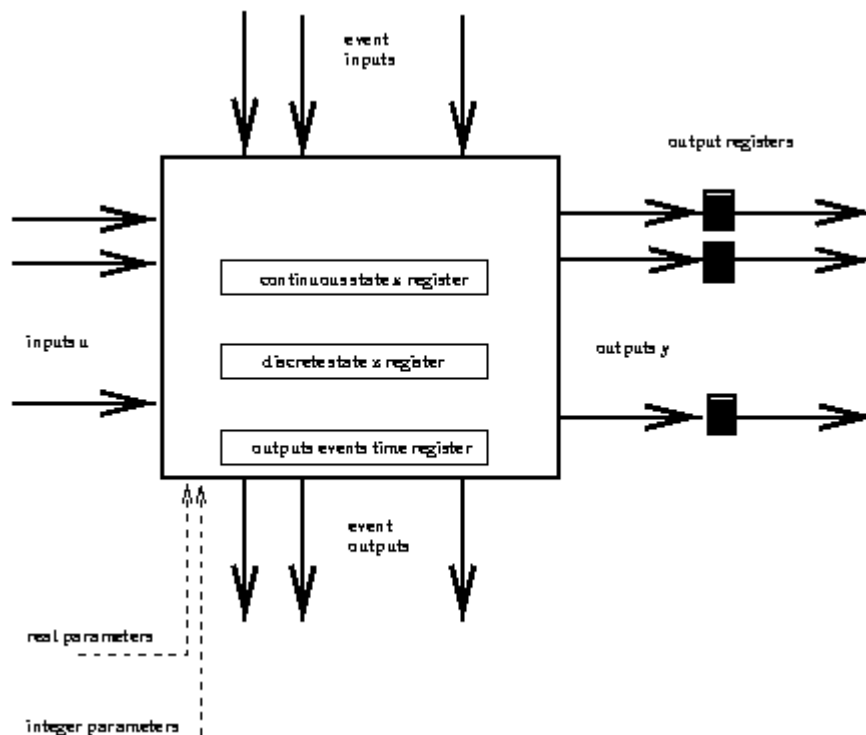 event
inputs
output registers
continuous state x register
inputs u
discrete state z register
outputs y
outputs events time register
event
outputs
real parameters
integer parameters